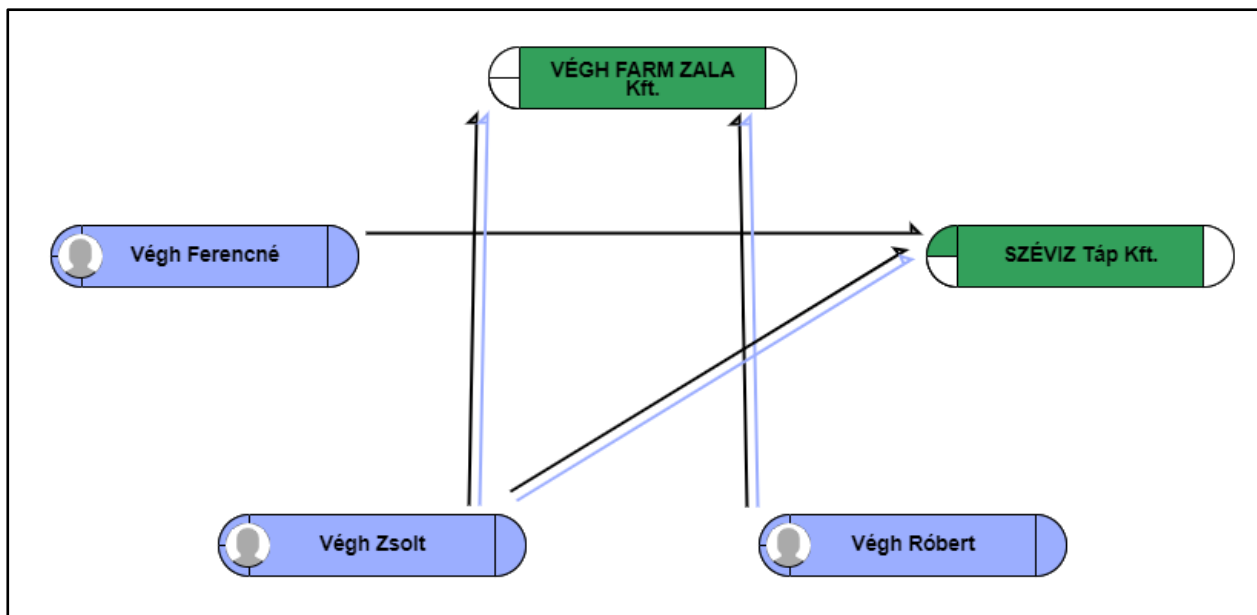 VÉGH FARM ZALA
Kft.
Végh Ferencné
SZÉVIZ Táp Kft.
Végh Zsolt
Végh Róbert